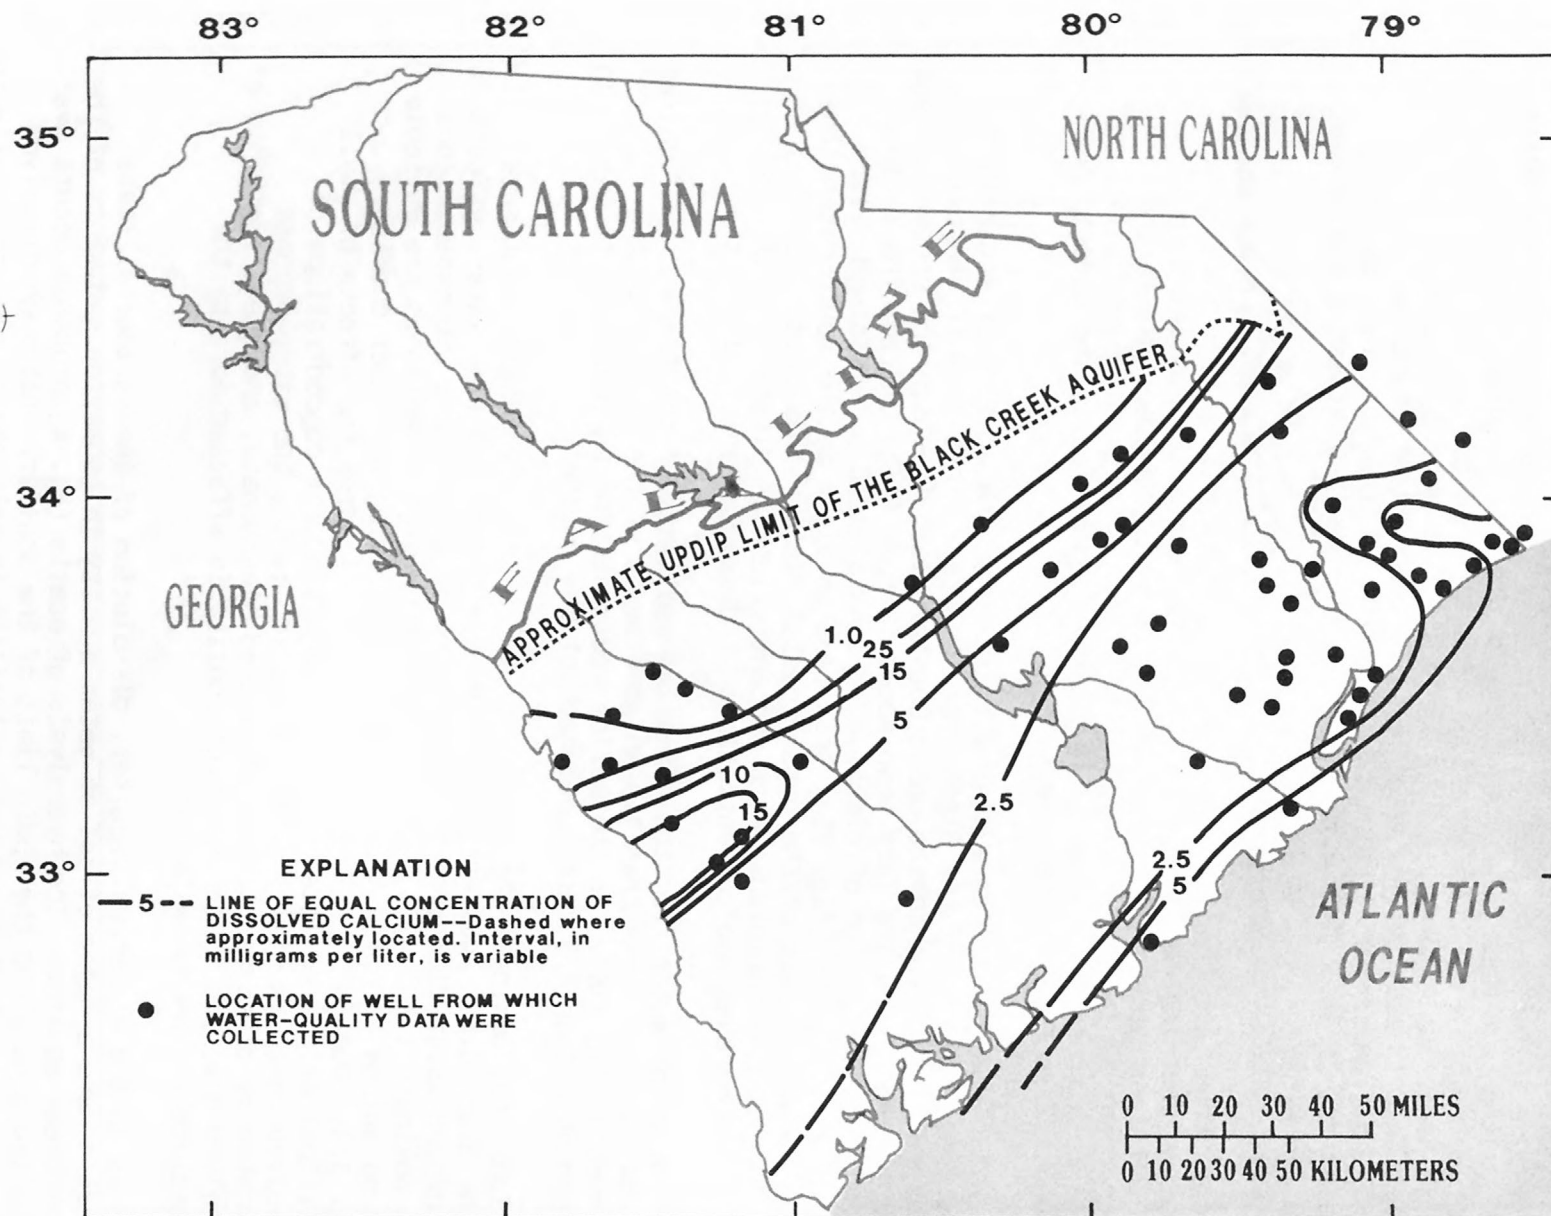 83° 82° 81° 80° 79°
35°
NORTH CAROLINA
SOUTH CAROLINA
FALL LINE
APPROXIMATE UPDIP LIMIT OF THE BLACK CREEK AQUIFER
34°
GEORGIA
1.0
25
15
5
10
15
2.5
33°
2.5
5
EXPLANATION
5 LINE OF EQUAL CONCENTRATION OF
DISSOLVED CALCIUM--Dashed where
approximately located. Interval, in
milligrams per liter, is variable
LOCATION OF WELL FROM WHICH
WATER-QUALITY DATA WERE
COLLECTED
ATLANTIC
OCEAN
0 10 20 30 40 50 MILES
0 10 20 30 40 50 KILOMETERS